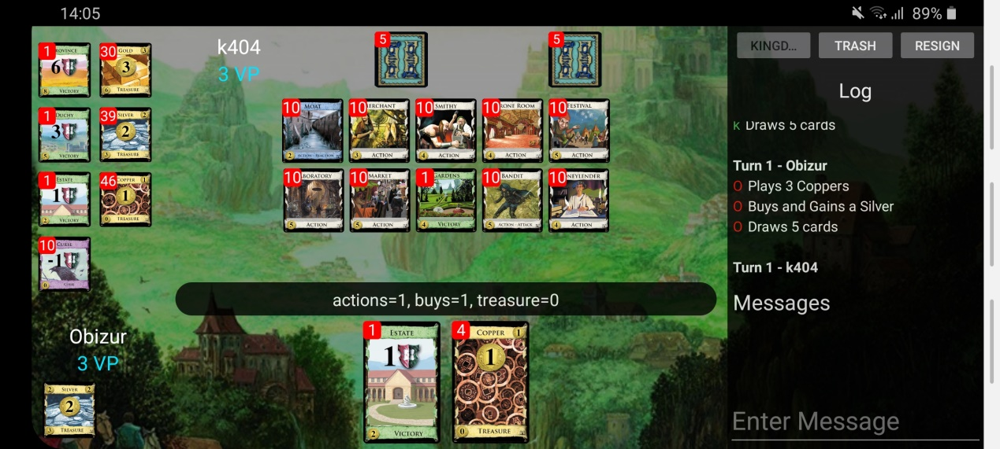 14:05
89%
KINGD...
TRASH
RESIGN
k404
3 VP
5
5
1
ROVINCE
6
8 VICTORY
30
GOLD 3
3
6 TREASURE
1
DUCHY
3
5 VICTORY
39
SILVER 2
2
3 TREASURE
1
ESTATE
1
2 VICTORY
46
COPPER 1
1
0 TREASURE
10
CURSE
-1
0
10
MOAT
2 ACTION - REACTION
10
ERCHANT
3 ACTION
10
SMITHY
4 ACTION
10
RONE ROOM
4 ACTION
10
FESTIVAL
5 ACTION
10
BORATORY
5 ACTION
10
MARKET
5 ACTION
1
GARDENS
4 VICTORY
10
BANDIT
5 ACTION - ATTACK
10
NEYLENDER
4 ACTION
Log
K Draws 5 cards
Turn 1 - Obizur
O Plays 3 Coppers
O Buys and Gains a Silver
O Draws 5 cards
Turn 1 - k404
Messages
Enter Message
actions=1, buys=1, treasure=0
Obizur
3 VP
2 SILVER 2
2
3 TREASURE
1
ESTATE
1
2 VICTORY
4
COPPER 1
1
0 TREASURE